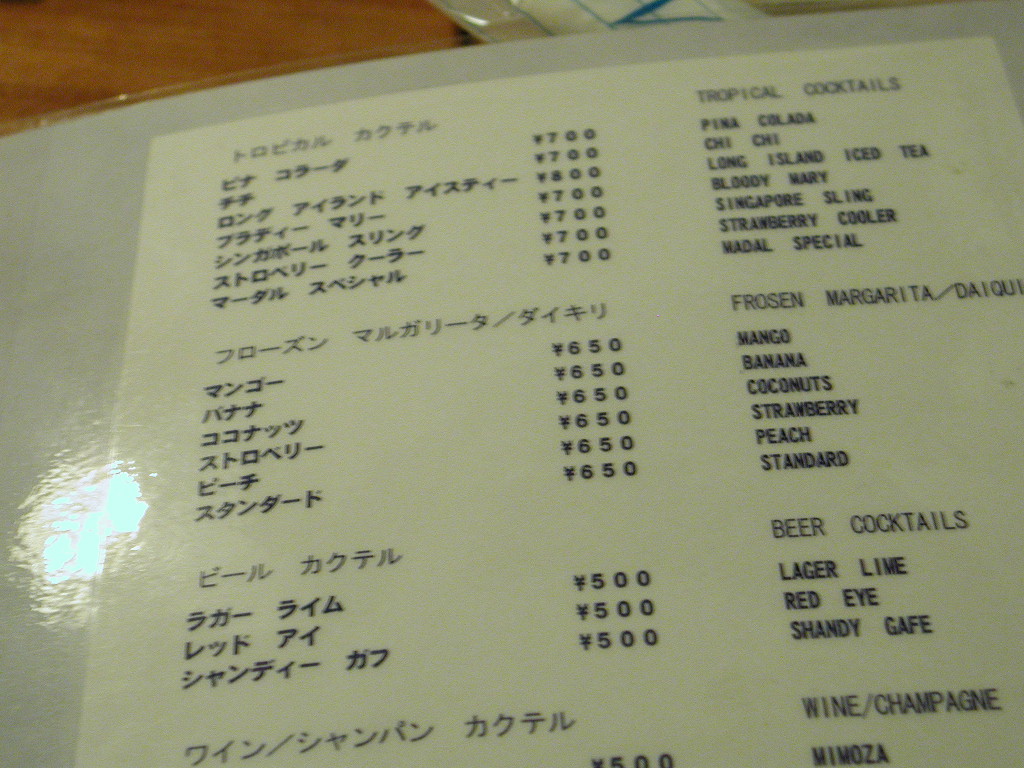 トロピカル カクテル TROPICAL COCKTAILS
ピナ コラーダ ¥700 PINA COLADA
チチ ¥700 CHI CHI
ロング アイランド アイスティー ¥800 LONG ISLAND ICED TEA
ブラディー マリー ¥700 BLOODY MARY
シンガポール スリング ¥700 SINGAPORE SLING
ストロベリー クーラー ¥700 STRAWBERRY COOLER
マーダル スペシャル ¥700 MADAL SPECIAL
フローズン マルガリータ/ダイキリ FROSEN MARGARITA/DAIQUI
マンゴー ¥650 MANGO
バナナ ¥650 BANANA
ココナッツ ¥650 COCONUTS
ストロベリー ¥650 STRAWBERRY
ピーチ ¥650 PEACH
スタンダード ¥650 STANDARD
ビール カクテル BEER COCKTAILS
ラガー ライム ¥500 LAGER LIME
レッド アイ ¥500 RED EYE
シャンディー ガフ ¥500 SHANDY GAFE
ワイン/シャンパン カクテル WINE/CHAMPAGNE
¥500 MIMOZA